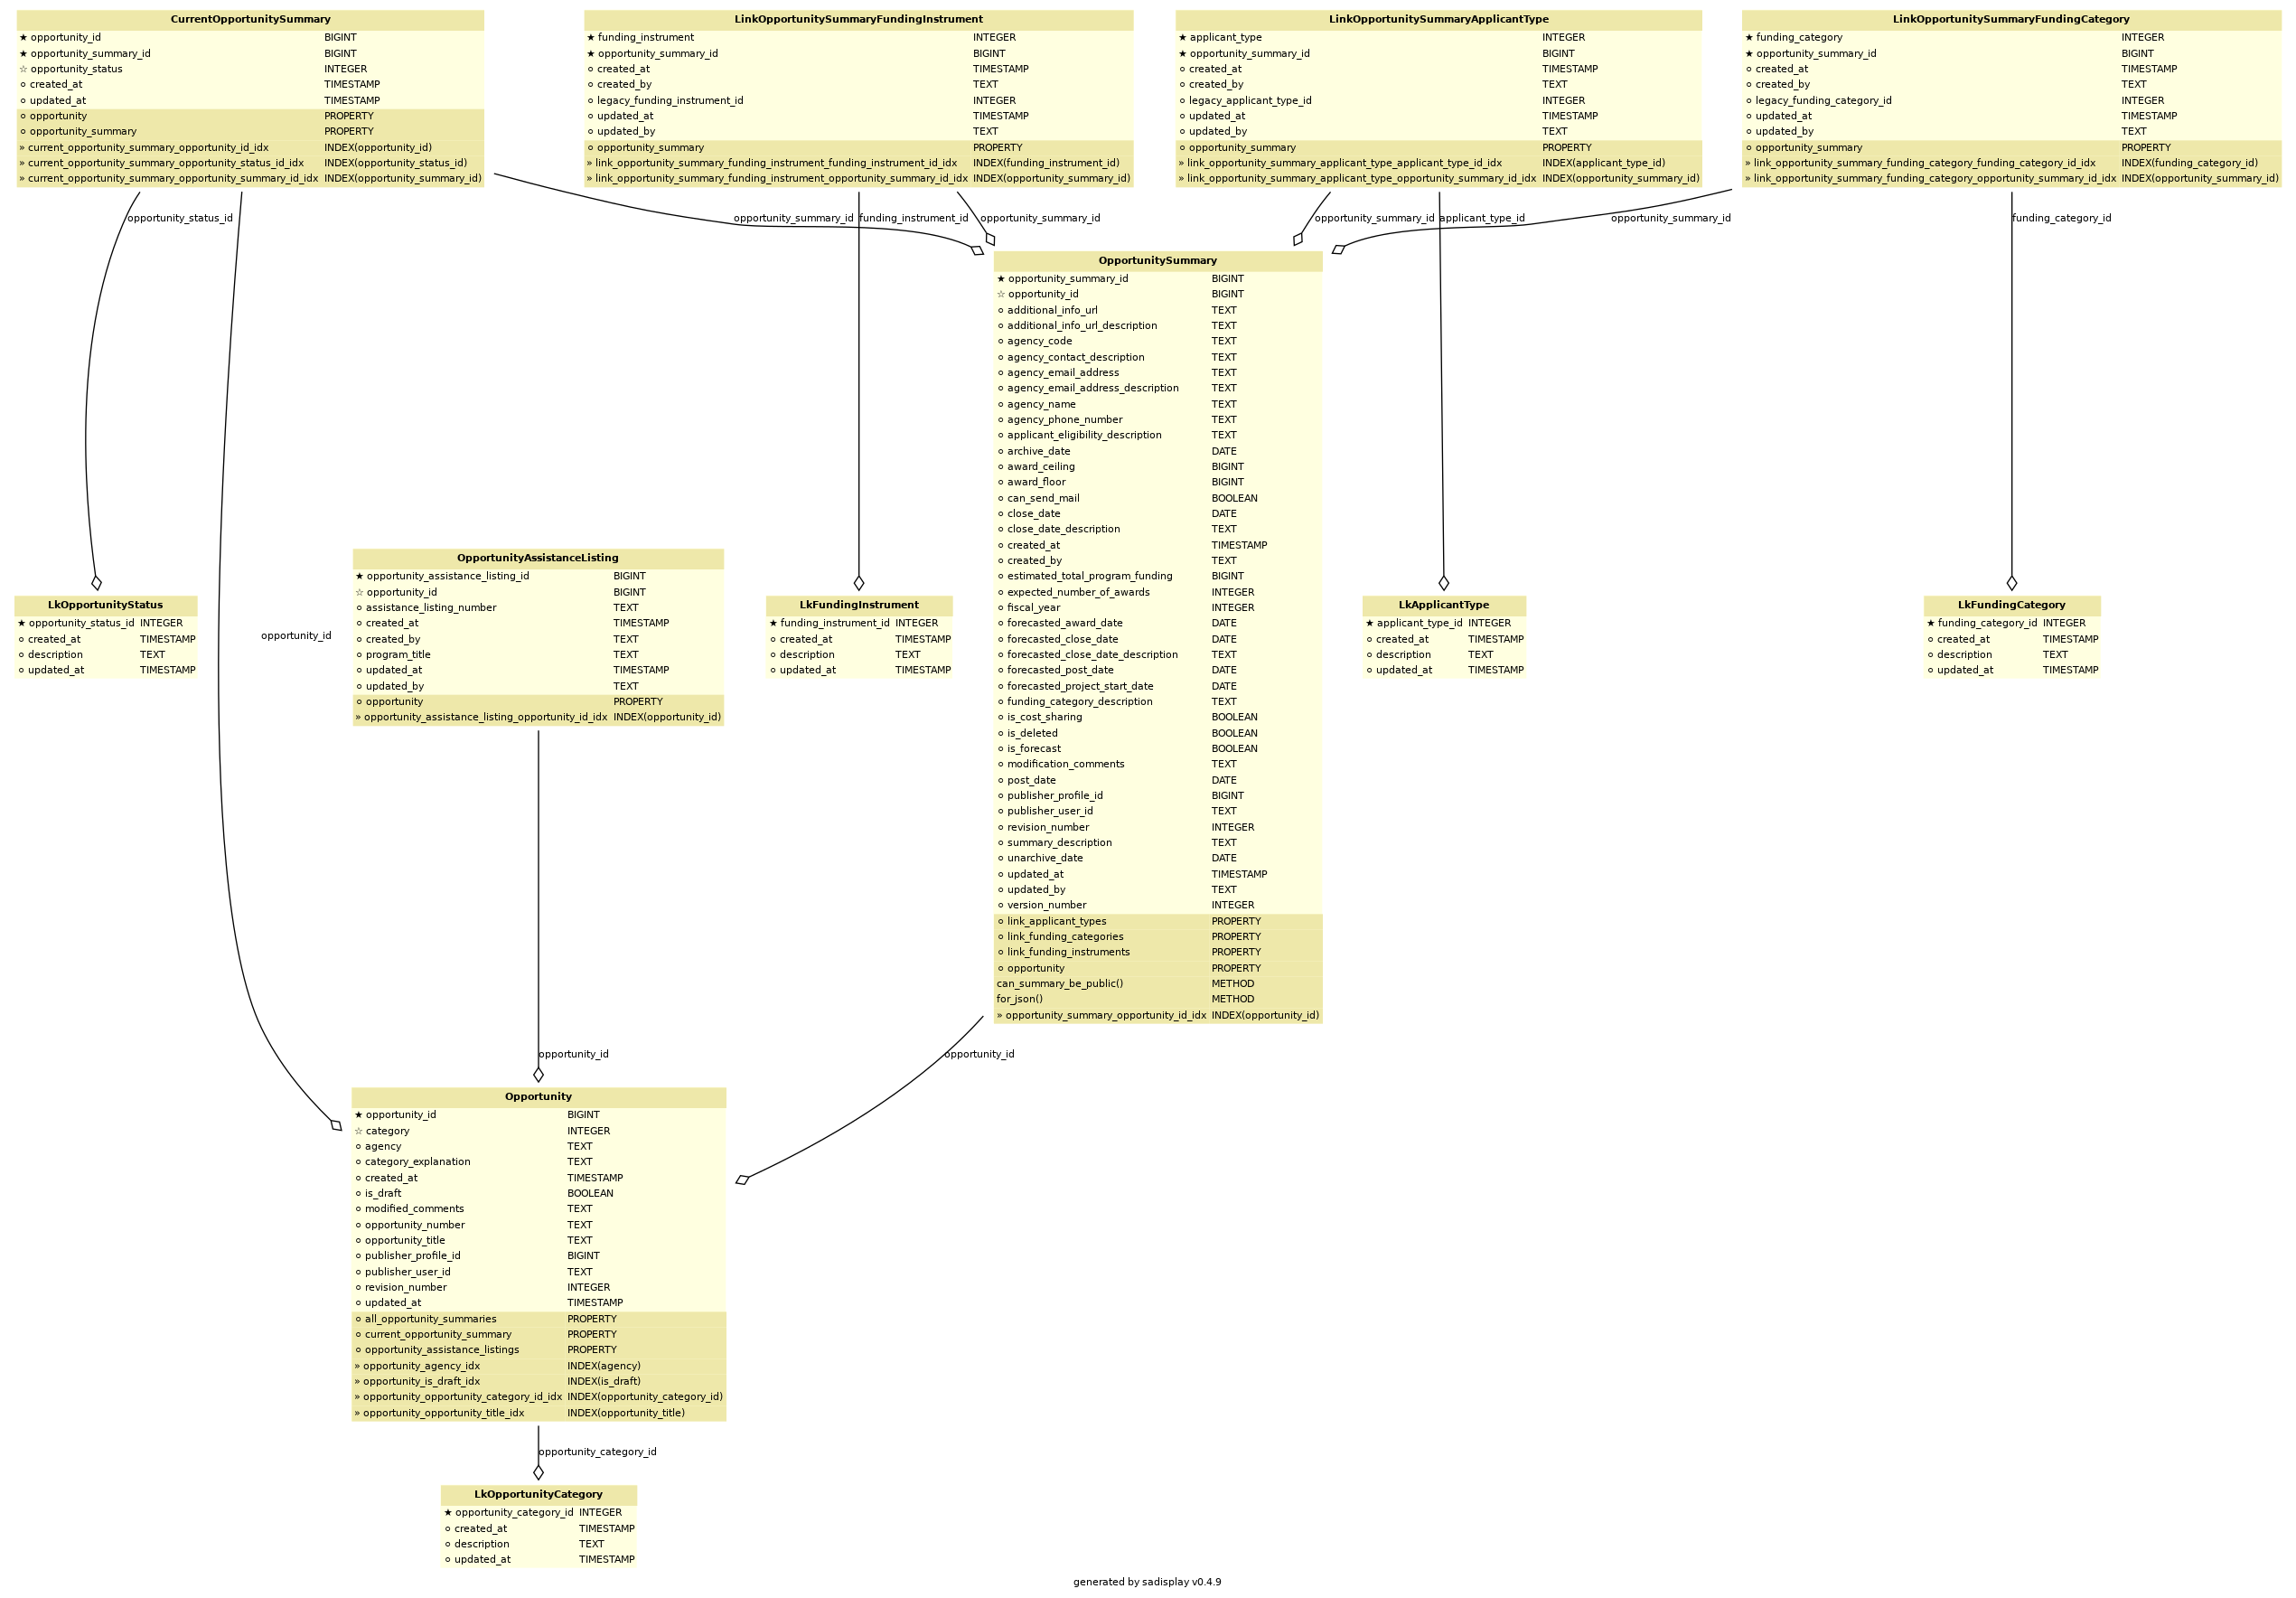 CurrentOpportunitySummary
★ opportunity_id BIGINT
★ opportunity_summary_id BIGINT
☆ opportunity_status INTEGER
⚪ created_at TIMESTAMP
⚪ updated_at TIMESTAMP
⚪ opportunity PROPERTY
⚪ opportunity_summary PROPERTY
» current_opportunity_summary_opportunity_id_idx INDEX(opportunity_id)
» current_opportunity_summary_opportunity_status_id_idx INDEX(opportunity_status_id)
» current_opportunity_summary_opportunity_summary_id_idx INDEX(opportunity_summary_id)
LinkOpportunitySummaryFundingInstrument
★ funding_instrument INTEGER
★ opportunity_summary_id BIGINT
⚪ created_at TIMESTAMP
⚪ created_by TEXT
⚪ legacy_funding_instrument_id INTEGER
⚪ updated_at TIMESTAMP
⚪ updated_by TEXT
⚪ opportunity_summary PROPERTY
» link_opportunity_summary_funding_instrument_funding_instrument_id_idx INDEX(funding_instrument_id)
» link_opportunity_summary_funding_instrument_opportunity_summary_id_idx INDEX(opportunity_summary_id)
LinkOpportunitySummaryApplicantType
★ applicant_type INTEGER
★ opportunity_summary_id BIGINT
⚪ created_at TIMESTAMP
⚪ created_by TEXT
⚪ legacy_applicant_type_id INTEGER
⚪ updated_at TIMESTAMP
⚪ updated_by TEXT
⚪ opportunity_summary PROPERTY
» link_opportunity_summary_applicant_type_applicant_type_id_idx INDEX(applicant_type_id)
» link_opportunity_summary_applicant_type_opportunity_summary_id_idx INDEX(opportunity_summary_id)
LinkOpportunitySummaryFundingCategory
★ funding_category INTEGER
★ opportunity_summary_id BIGINT
⚪ created_at TIMESTAMP
⚪ created_by TEXT
⚪ legacy_funding_category_id INTEGER
⚪ updated_at TIMESTAMP
⚪ updated_by TEXT
⚪ opportunity_summary PROPERTY
» link_opportunity_summary_funding_category_funding_category_id_idx INDEX(funding_category_id)
» link_opportunity_summary_funding_category_opportunity_summary_id_idx INDEX(opportunity_summary_id)
opportunity_status_id
opportunity_summary_id
funding_instrument_id
opportunity_summary_id
opportunity_summary_id
applicant_type_id
opportunity_summary_id
funding_category_id
OpportunitySummary
★ opportunity_summary_id BIGINT
☆ opportunity_id BIGINT
⚪ additional_info_url TEXT
⚪ additional_info_url_description TEXT
⚪ agency_code TEXT
⚪ agency_contact_description TEXT
⚪ agency_email_address TEXT
⚪ agency_email_address_description TEXT
⚪ agency_name TEXT
⚪ agency_phone_number TEXT
⚪ applicant_eligibility_description TEXT
⚪ archive_date DATE
⚪ award_ceiling BIGINT
⚪ award_floor BIGINT
⚪ can_send_mail BOOLEAN
⚪ close_date DATE
⚪ close_date_description TEXT
⚪ created_at TIMESTAMP
⚪ created_by TEXT
⚪ estimated_total_program_funding BIGINT
⚪ expected_number_of_awards INTEGER
⚪ fiscal_year INTEGER
⚪ forecasted_award_date DATE
⚪ forecasted_close_date DATE
⚪ forecasted_close_date_description TEXT
⚪ forecasted_post_date DATE
⚪ forecasted_project_start_date DATE
⚪ funding_category_description TEXT
⚪ is_cost_sharing BOOLEAN
⚪ is_deleted BOOLEAN
⚪ is_forecast BOOLEAN
⚪ modification_comments TEXT
⚪ post_date DATE
⚪ publisher_profile_id BIGINT
⚪ publisher_user_id TEXT
⚪ revision_number INTEGER
⚪ summary_description TEXT
⚪ unarchive_date DATE
⚪ updated_at TIMESTAMP
⚪ updated_by TEXT
⚪ version_number INTEGER
⚪ link_applicant_types PROPERTY
⚪ link_funding_categories PROPERTY
⚪ link_funding_instruments PROPERTY
⚪ opportunity PROPERTY
can_summary_be_public() METHOD
for_json() METHOD
» opportunity_summary_opportunity_id_idx INDEX(opportunity_id)
OpportunityAssistanceListing
★ opportunity_assistance_listing_id BIGINT
☆ opportunity_id BIGINT
⚪ assistance_listing_number TEXT
⚪ created_at TIMESTAMP
⚪ created_by TEXT
⚪ program_title TEXT
⚪ updated_at TIMESTAMP
⚪ updated_by TEXT
⚪ opportunity PROPERTY
» opportunity_assistance_listing_opportunity_id_idx INDEX(opportunity_id)
LkOpportunityStatus
★ opportunity_status_id INTEGER
⚪ created_at TIMESTAMP
⚪ description TEXT
⚪ updated_at TIMESTAMP
opportunity_id
LkFundingInstrument
★ funding_instrument_id INTEGER
⚪ created_at TIMESTAMP
⚪ description TEXT
⚪ updated_at TIMESTAMP
LkApplicantType
★ applicant_type_id INTEGER
⚪ created_at TIMESTAMP
⚪ description TEXT
⚪ updated_at TIMESTAMP
LkFundingCategory
★ funding_category_id INTEGER
⚪ created_at TIMESTAMP
⚪ description TEXT
⚪ updated_at TIMESTAMP
opportunity_id
opportunity_id
Opportunity
★ opportunity_id BIGINT
☆ category INTEGER
⚪ agency TEXT
⚪ category_explanation TEXT
⚪ created_at TIMESTAMP
⚪ is_draft BOOLEAN
⚪ modified_comments TEXT
⚪ opportunity_number TEXT
⚪ opportunity_title TEXT
⚪ publisher_profile_id BIGINT
⚪ publisher_user_id TEXT
⚪ revision_number INTEGER
⚪ updated_at TIMESTAMP
⚪ all_opportunity_summaries PROPERTY
⚪ current_opportunity_summary PROPERTY
⚪ opportunity_assistance_listings PROPERTY
» opportunity_agency_idx INDEX(agency)
» opportunity_is_draft_idx INDEX(is_draft)
» opportunity_opportunity_category_id_idx INDEX(opportunity_category_id)
» opportunity_opportunity_title_idx INDEX(opportunity_title)
opportunity_category_id
LkOpportunityCategory
★ opportunity_category_id INTEGER
⚪ created_at TIMESTAMP
⚪ description TEXT
⚪ updated_at TIMESTAMP
generated by sadisplay v0.4.9